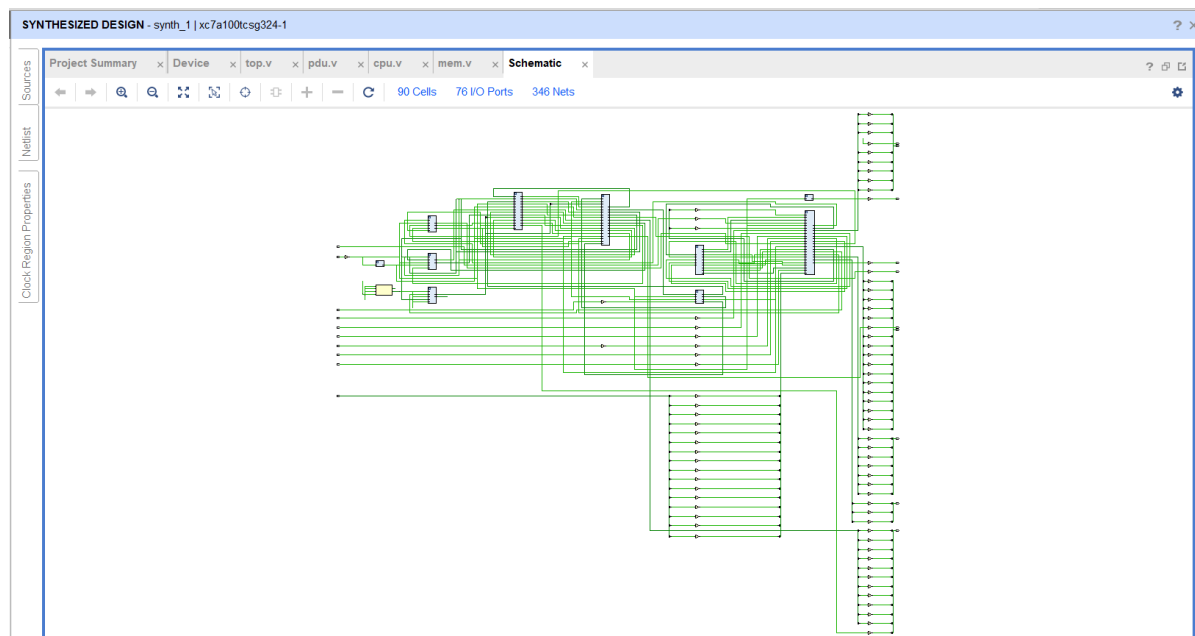 SYNTHESIZED DESIGN - synth_1 | xc7a100tcsg324-1
Project Summary Device top.v pdu.v cpu.v mem.v Schematic
90 Cells 76 I/O Ports 346 Nets
Sources
Netlist
Clock Region Properties